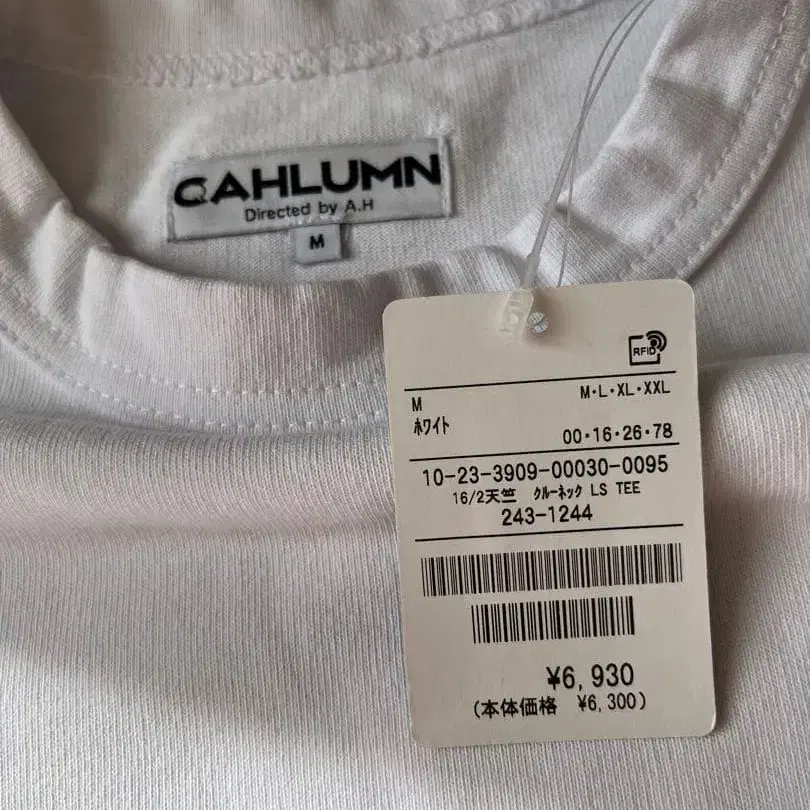 CAHLUMN
Directed by A.H
M
RFID
M
M・L・XL・XXL
ﾎﾜｲﾄ
00・16・26・78
10-23-3909-00030-0095
16/2天竺 ｸﾙｰﾈｯｸ LS TEE
243-1244
¥6,930
(本体価格 ¥6,300)